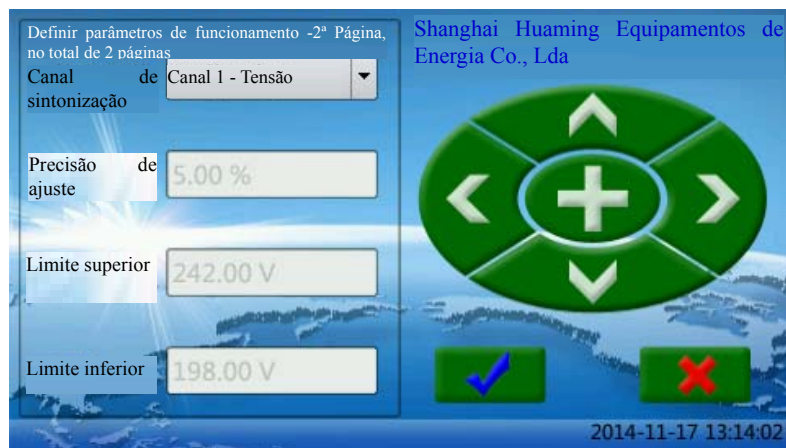 Definir parâmetros de funcionamento -2ª Página,
no total de 2 páginas
Shanghai Huaming Equipamentos de
Energia Co., Lda
Canal de
sintonização
Canal 1 - Tensão
Precisão de
ajuste
5.00 %
Limite superior
242.00 V
Limite inferior
198.00 V
2014-11-17 13:14:02